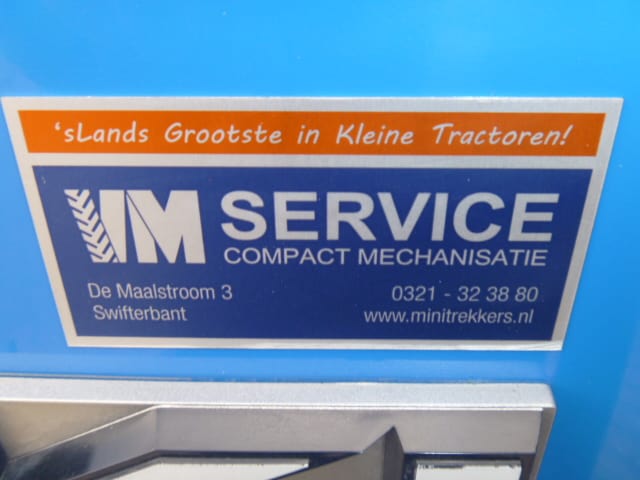 'sLands Grootste in Kleine Tractoren!
VM SERVICE
COMPACT MECHANISATIE
De Maalstroom 3
0321 - 32 38 80
Swifterbant
www.minitrekkers.nl